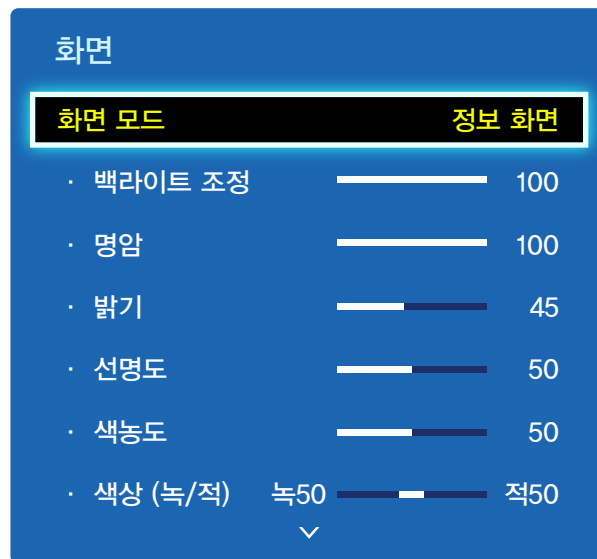 화면
화면 모드 정보 화면
· 백라이트 조정 100
· 명암 100
· 밝기 45
· 선명도 50
· 색농도 50
· 색상 (녹/적) 녹50 적50